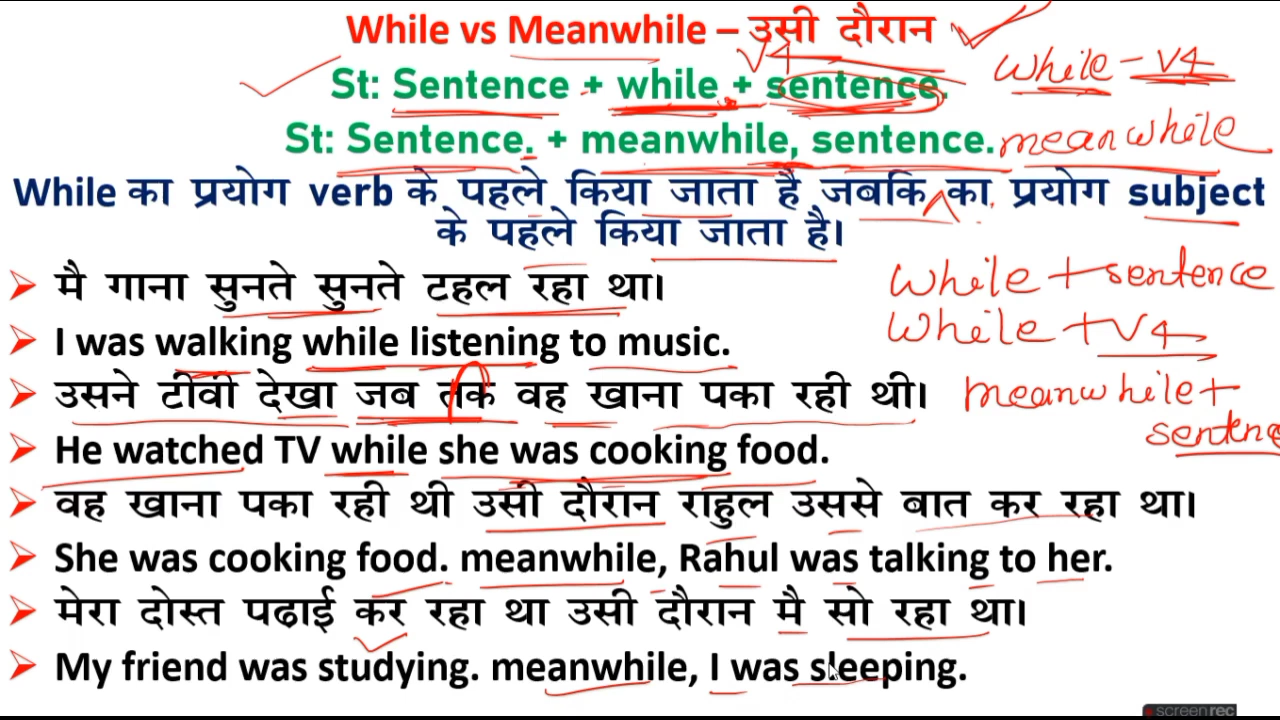 While vs Meanwhile – उसी दौरान
V4
while - V4
St: Sentence + while + sentence.
St: Sentence. + meanwhile, sentence.
meanwhile
While का प्रयोग verb के पहले किया जाता है जबकि का प्रयोग subject
के पहले किया जाता है।
मै गाना सुनते सुनते टहल रहा था।
while + sentence
I was walking while listening to music.
while + V4
उसने टीवी देखा जब तक वह खाना पका रही थी।
meanwhile +
sentence
He watched TV while she was cooking food.
वह खाना पका रही थी उसी दौरान राहुल उससे बात कर रहा था।
She was cooking food. meanwhile, Rahul was talking to her.
मेरा दोस्त पढाई कर रहा था उसी दौरान मै सो रहा था।
My friend was studying. meanwhile, I was sleeping.
screenrec